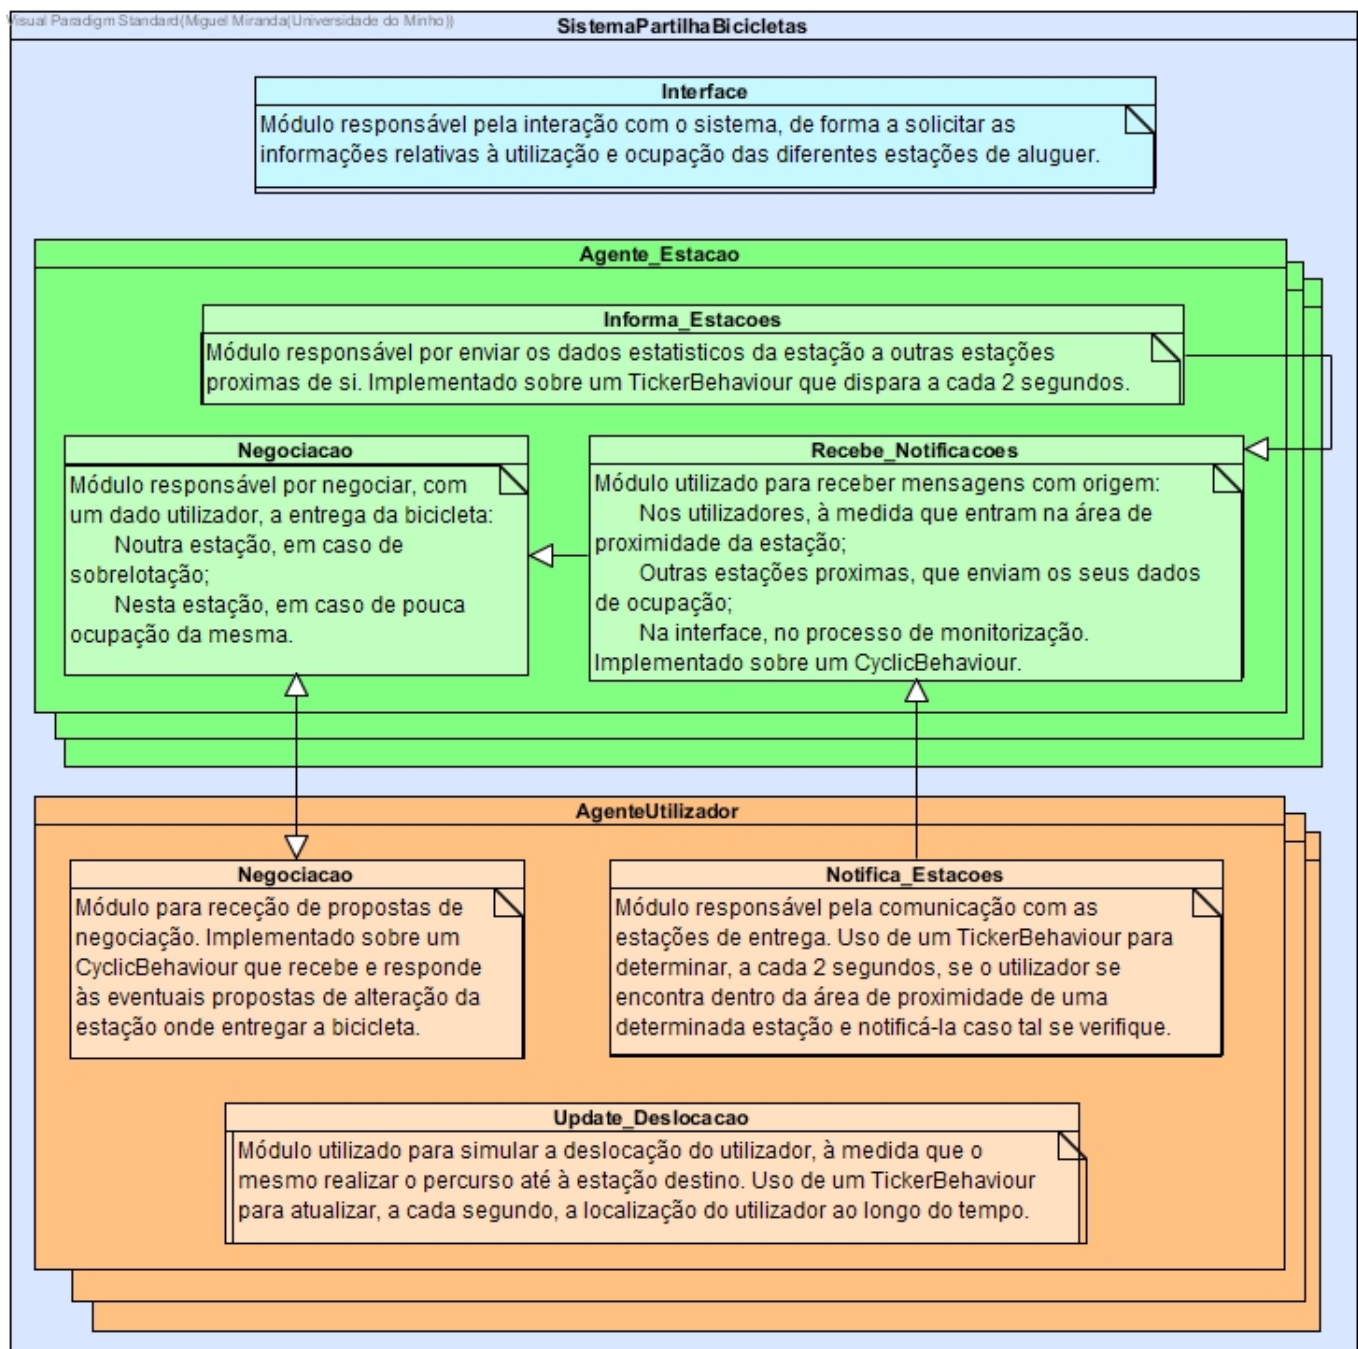 Visual Paradigm Standard(Miguel Miranda(Universidade do Minho))
SistemaPartilhaBicicletas
Interface
Módulo responsável pela interação com o sistema, de forma a solicitar as
informações relativas à utilização e ocupação das diferentes estações de aluguer.
Agente_Estacao
Informa_Estacoes
Módulo responsável por enviar os dados estatisticos da estação a outras estações
proximas de si. Implementado sobre um TickerBehaviour que dispara a cada 2 segundos.
Negociacao
Módulo responsável por negociar, com
um dado utilizador, a entrega da bicicleta:
Noutra estação, em caso de
sobrelotação;
Nesta estação, em caso de pouca
ocupação da mesma.
Recebe_Notificacoes
Módulo utilizado para receber mensagens com origem:
Nos utilizadores, à medida que entram na área de
proximidade da estação;
Outras estações proximas, que enviam os seus dados
de ocupação;
Na interface, no processo de monitorização.
Implementado sobre um CyclicBehaviour.
AgenteUtilizador
Negociacao
Módulo para receção de propostas de
negociação. Implementado sobre um
CyclicBehaviour que recebe e responde
às eventuais propostas de alteração da
estação onde entregar a bicicleta.
Notifica_Estacoes
Módulo responsável pela comunicação com as
estações de entrega. Uso de um TickerBehaviour para
determinar, a cada 2 segundos, se o utilizador se
encontra dentro da área de proximidade de uma
determinada estação e notificá-la caso tal se verifique.
Update_Deslocacao
Módulo utilizado para simular a deslocação do utilizador, à medida que o
mesmo realizar o percurso até à estação destino. Uso de um TickerBehaviour
para atualizar, a cada segundo, a localização do utilizador ao longo do tempo.